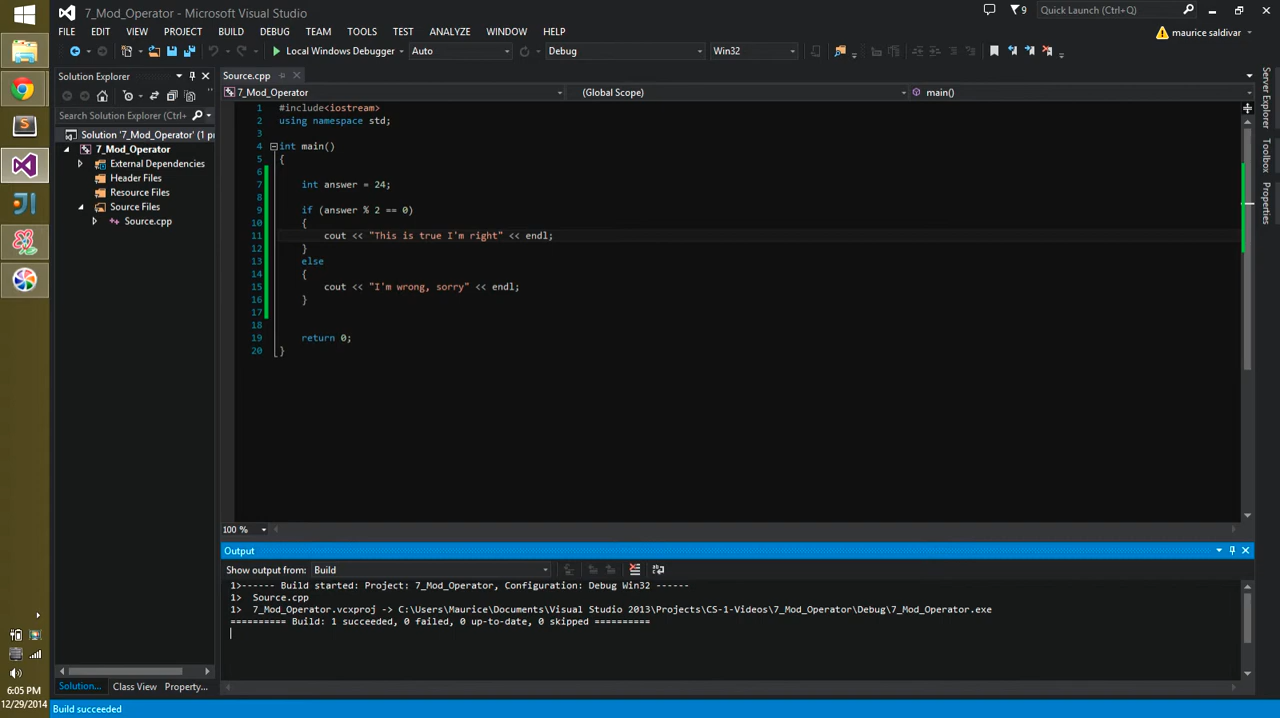 7_Mod_Operator - Microsoft Visual Studio
9
Quick Launch (Ctrl+Q)
FILE EDIT VIEW PROJECT BUILD DEBUG TEAM TOOLS TEST ANALYZE WINDOW HELP
maurice saldivar
Local Windows Debugger Auto Debug Win32
Solution Explorer
Search Solution Explorer (Ctrl+
Solution '7_Mod_Operator' (1 p
7_Mod_Operator
External Dependencies
Header Files
Resource Files
Source Files
Source.cpp
Solution... Class View Property...
Source.cpp
7_Mod_Operator (Global Scope) main()
1 #include<iostream>
2 using namespace std;
3
4 int main()
5 {
6
7 int answer = 24;
8
9 if (answer % 2 == 0)
10 {
11 cout << "This is true I'm right" << endl;
12 }
13 else
14 {
15 cout << "I'm wrong, sorry" << endl;
16 }
17
18
19 return 0;
20 }
100 %
Output
Show output from: Build
1>------ Build started: Project: 7_Mod_Operator, Configuration: Debug Win32 ------
1> Source.cpp
1> 7_Mod_Operator.vcxproj -> C:\Users\Maurice\Documents\Visual Studio 2013\Projects\CS-1-Videos\7_Mod_Operator\Debug\7_Mod_Operator.exe
========== Build: 1 succeeded, 0 failed, 0 up-to-date, 0 skipped ==========
Server Explorer
Toolbox
Properties
6:05 PM
12/29/2014
Build succeeded